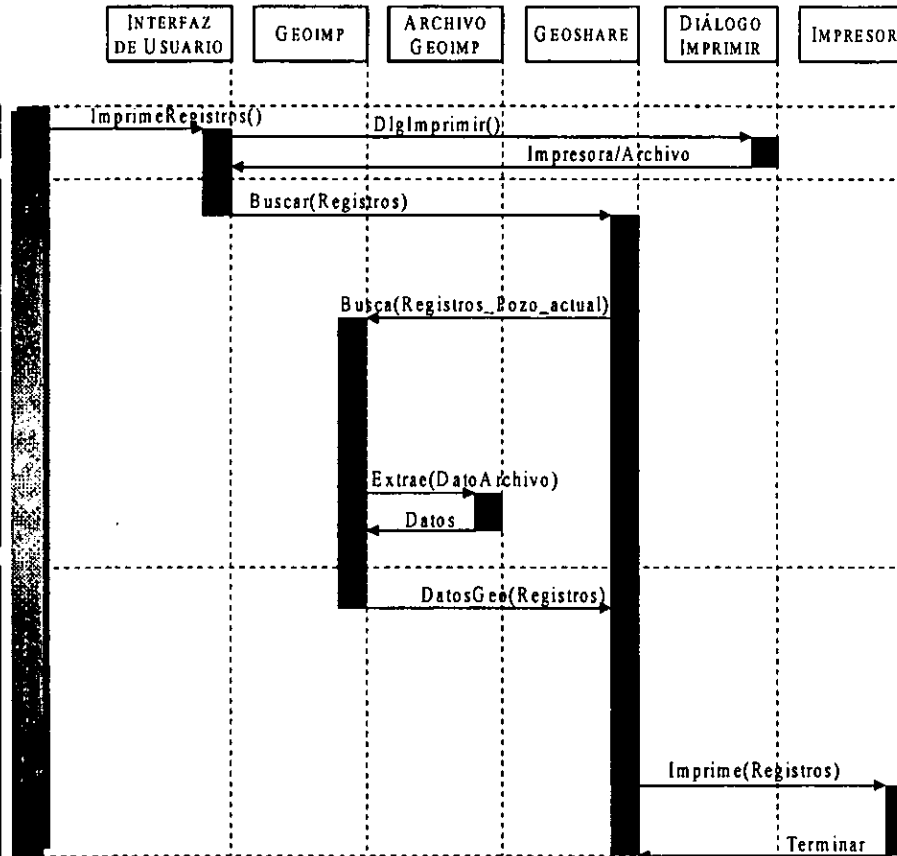 INTERFAZ
DE USUARIO
GEOIMP
ARCHIVO
GEOIMP
GEOSHARE
DIÁLOGO
IMPRIMIR
IMPRESOR
ImprimeRegistros()
DlgImprimir()
Impresora/Archivo
Buscar(Registros)
Busca(Registros_Pozo_actual)
Extrae(DatoArchivo)
Datos
DatosGeo(Registros)
Imprime(Registros)
Terminar